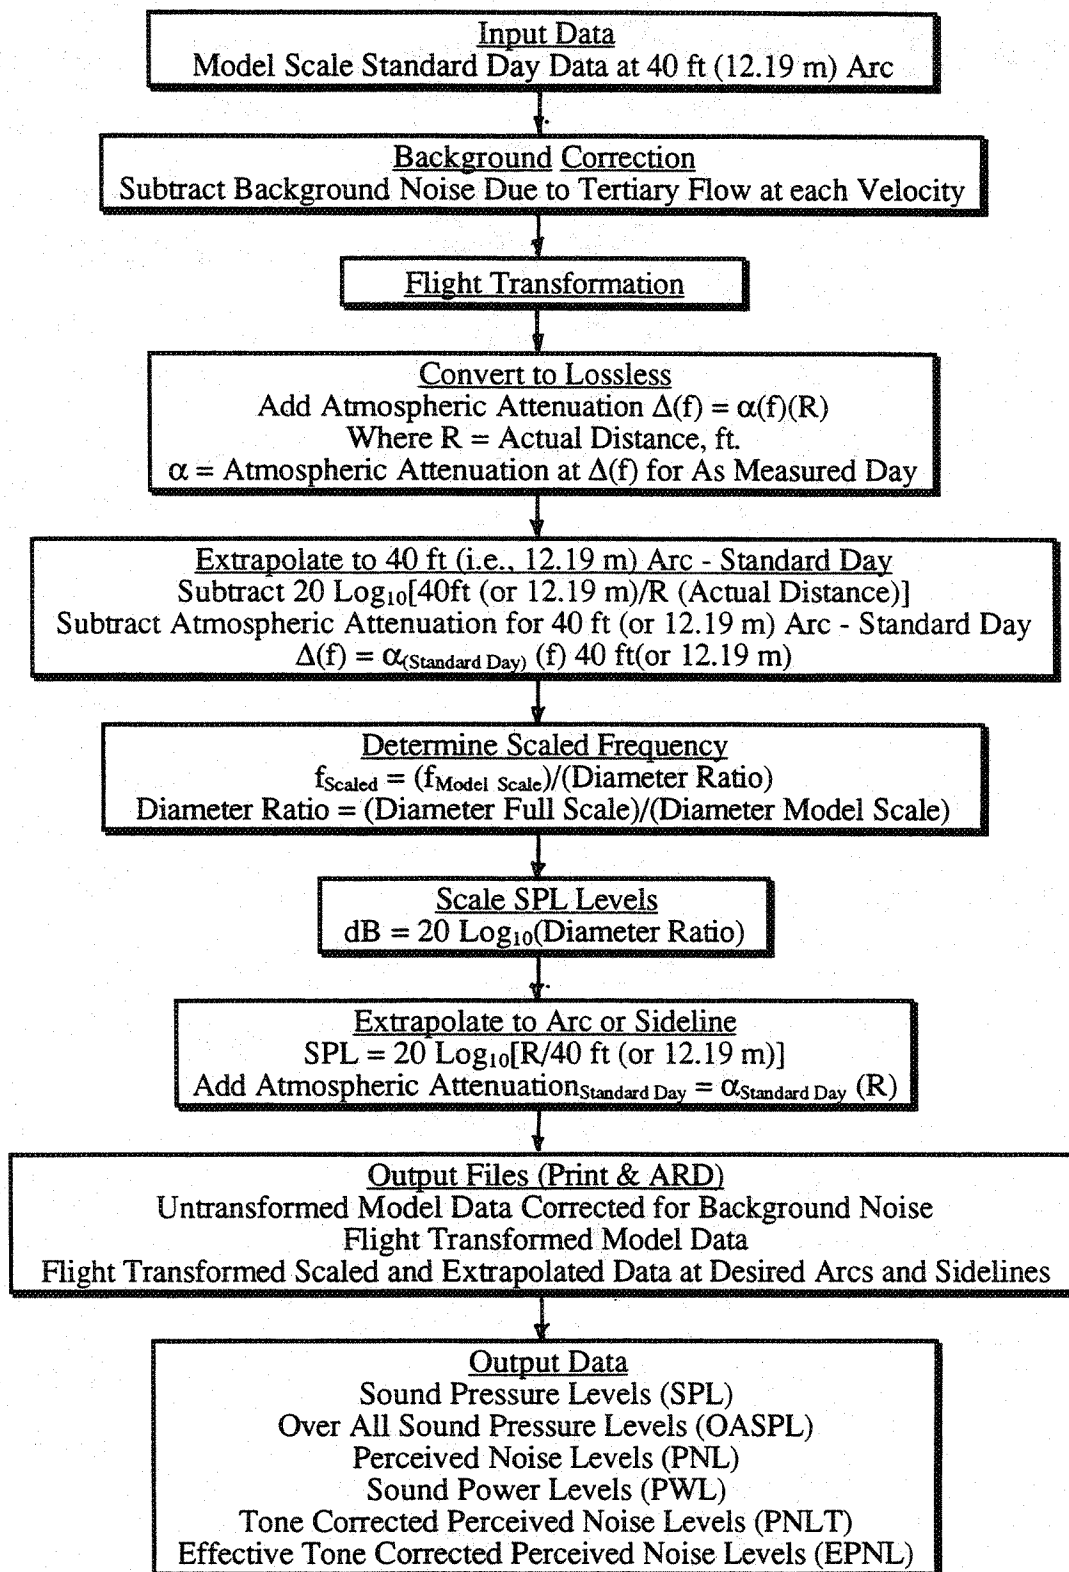 Input Data
Model Scale Standard Day Data at 40 ft (12.19 m) Arc
Background Correction
Subtract Background Noise Due to Tertiary Flow at each Velocity
Flight Transformation
Convert to Lossless
Add Atmospheric Attenuation Δ(f) = α(f)(R)
Where R = Actual Distance, ft.
α = Atmospheric Attenuation at Δ(f) for As Measured Day
Extrapolate to 40 ft (i.e., 12.19 m) Arc - Standard Day
Subtract 20 Log₁₀[40ft (or 12.19 m)/R (Actual Distance)]
Subtract Atmospheric Attenuation for 40 ft (or 12.19 m) Arc - Standard Day
Δ(f) = α(Standard Day) (f) 40 ft(or 12.19 m)
Determine Scaled Frequency
fScaled = (fModel Scale)/(Diameter Ratio)
Diameter Ratio = (Diameter Full Scale)/(Diameter Model Scale)
Scale SPL Levels
dB = 20 Log₁₀(Diameter Ratio)
Extrapolate to Arc or Sideline
SPL = 20 Log₁₀[R/40 ft (or 12.19 m)]
Add Atmospheric AttenuationStandard Day = αStandard Day (R)
Output Files (Print & ARD)
Untransformed Model Data Corrected for Background Noise
Flight Transformed Model Data
Flight Transformed Scaled and Extrapolated Data at Desired Arcs and Sidelines
Output Data
Sound Pressure Levels (SPL)
Over All Sound Pressure Levels (OASPL)
Perceived Noise Levels (PNL)
Sound Power Levels (PWL)
Tone Corrected Perceived Noise Levels (PNLT)
Effective Tone Corrected Perceived Noise Levels (EPNL)